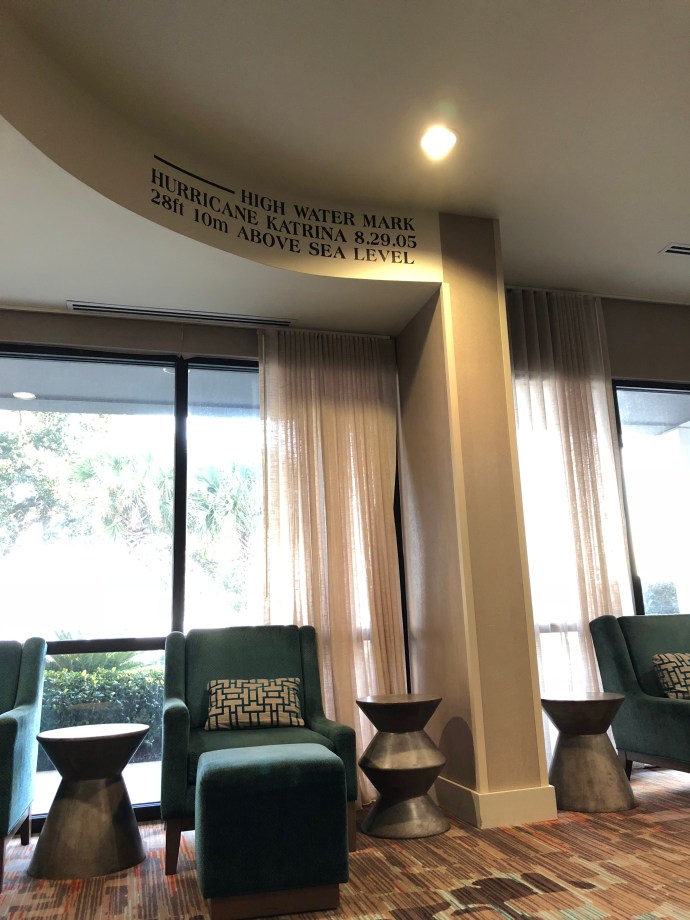 HIGH WATER MARK
HURRICANE KATRINA 8.29.05
28ft 10m ABOVE SEA LEVEL